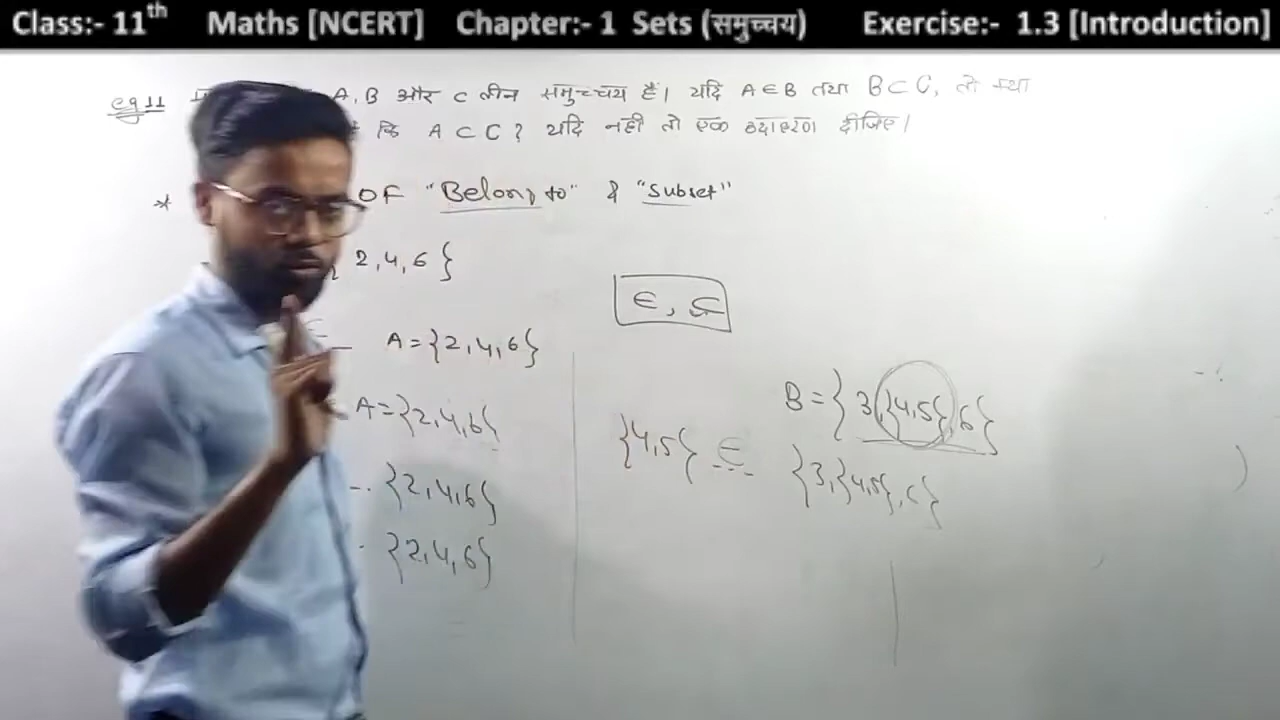 Class:- 11th Maths [NCERT] Chapter:- 1 Sets (समुच्चय) Exercise:- 1.3 [Introduction]
eg 11 A, B और C तीन समुच्चय हैं। यदि A ∈ B तथा B ⊂ C, तो क्या
कि A ⊂ C ? यदि नही तो एक उदाहरण दीजिए।
* OF "Belong to" & "Subset"
2,4,6}
∈, ⊂
A={2,4,6}
A={2,4,6}
{2,4,6}
{2,4,6}
B={3,{4,5},6}
{4,5} ∈ {3,{4,5},6}